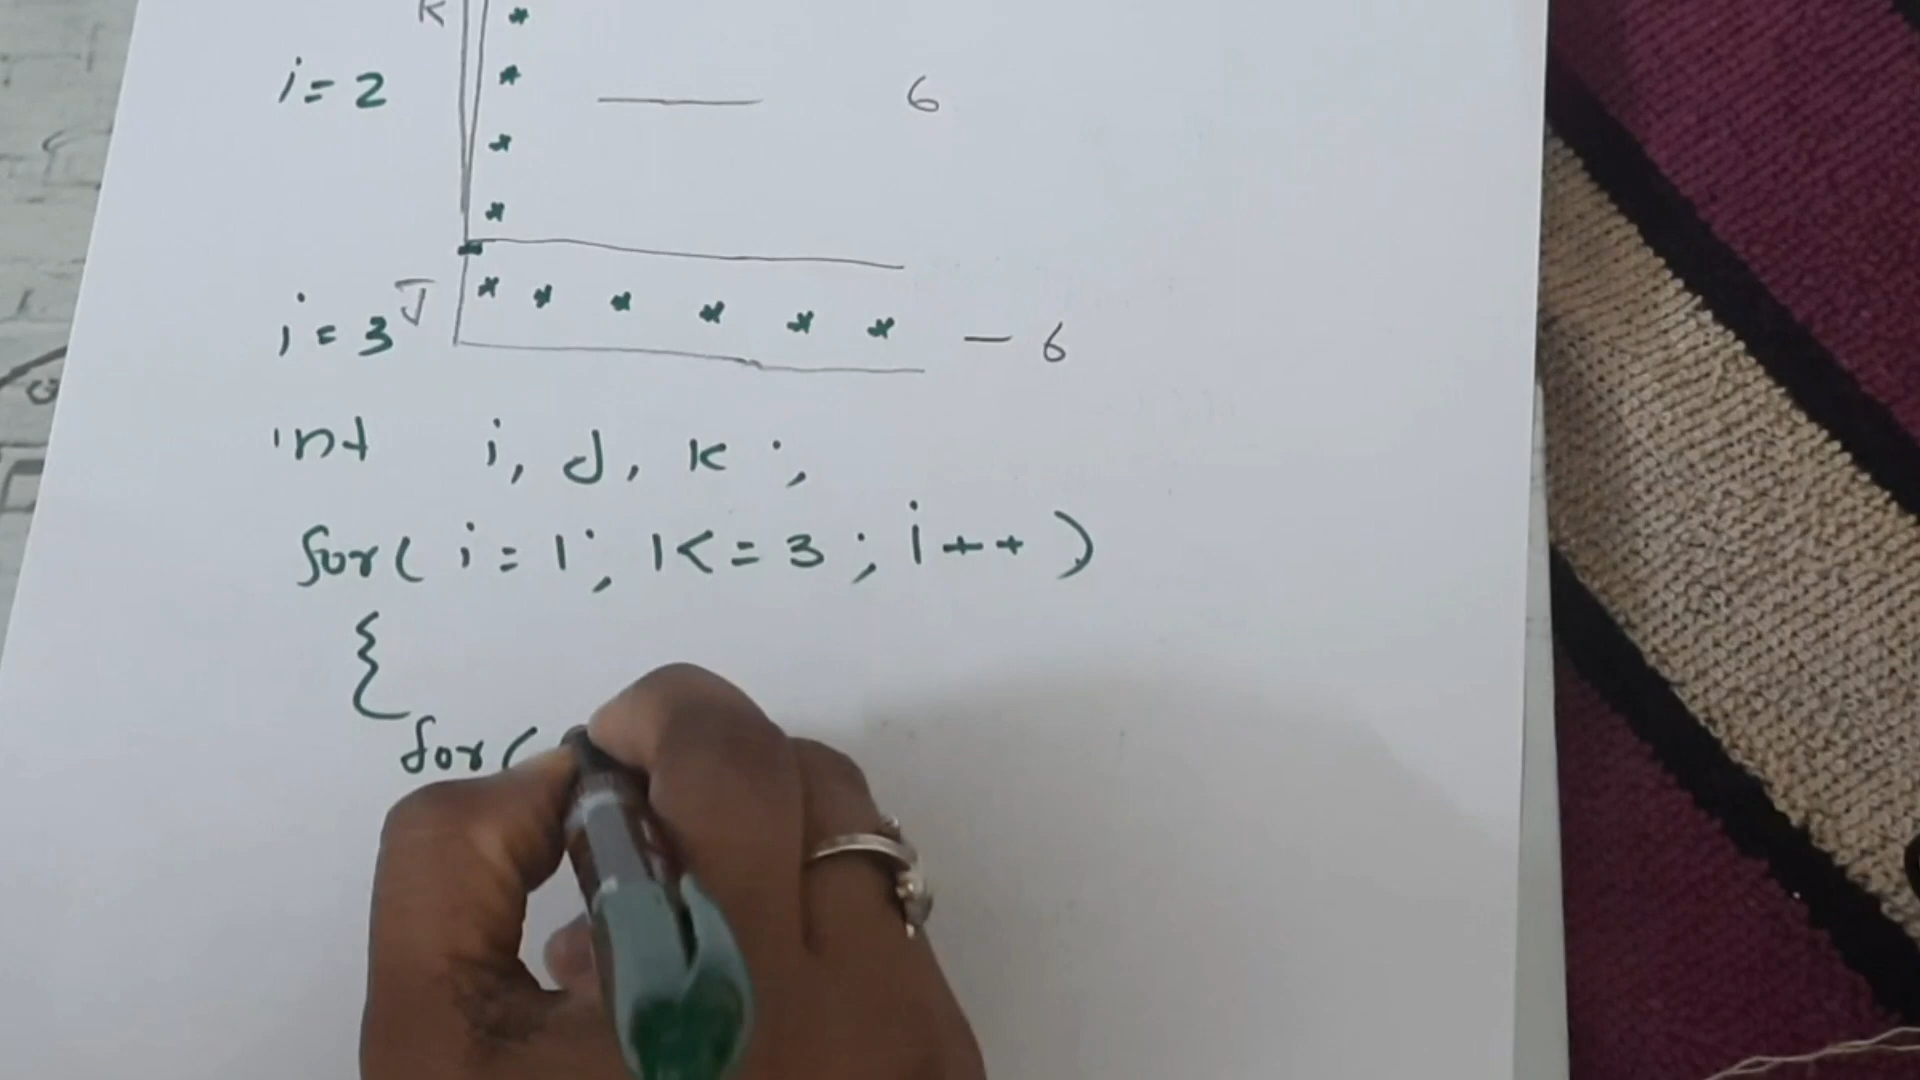 K
*
i = 2 * ——— 6
*
*
i = 3 J * * * * * * — 6
int i, J, K ;
for( i = 1 ; K = 3 ; i++ )
{
for(